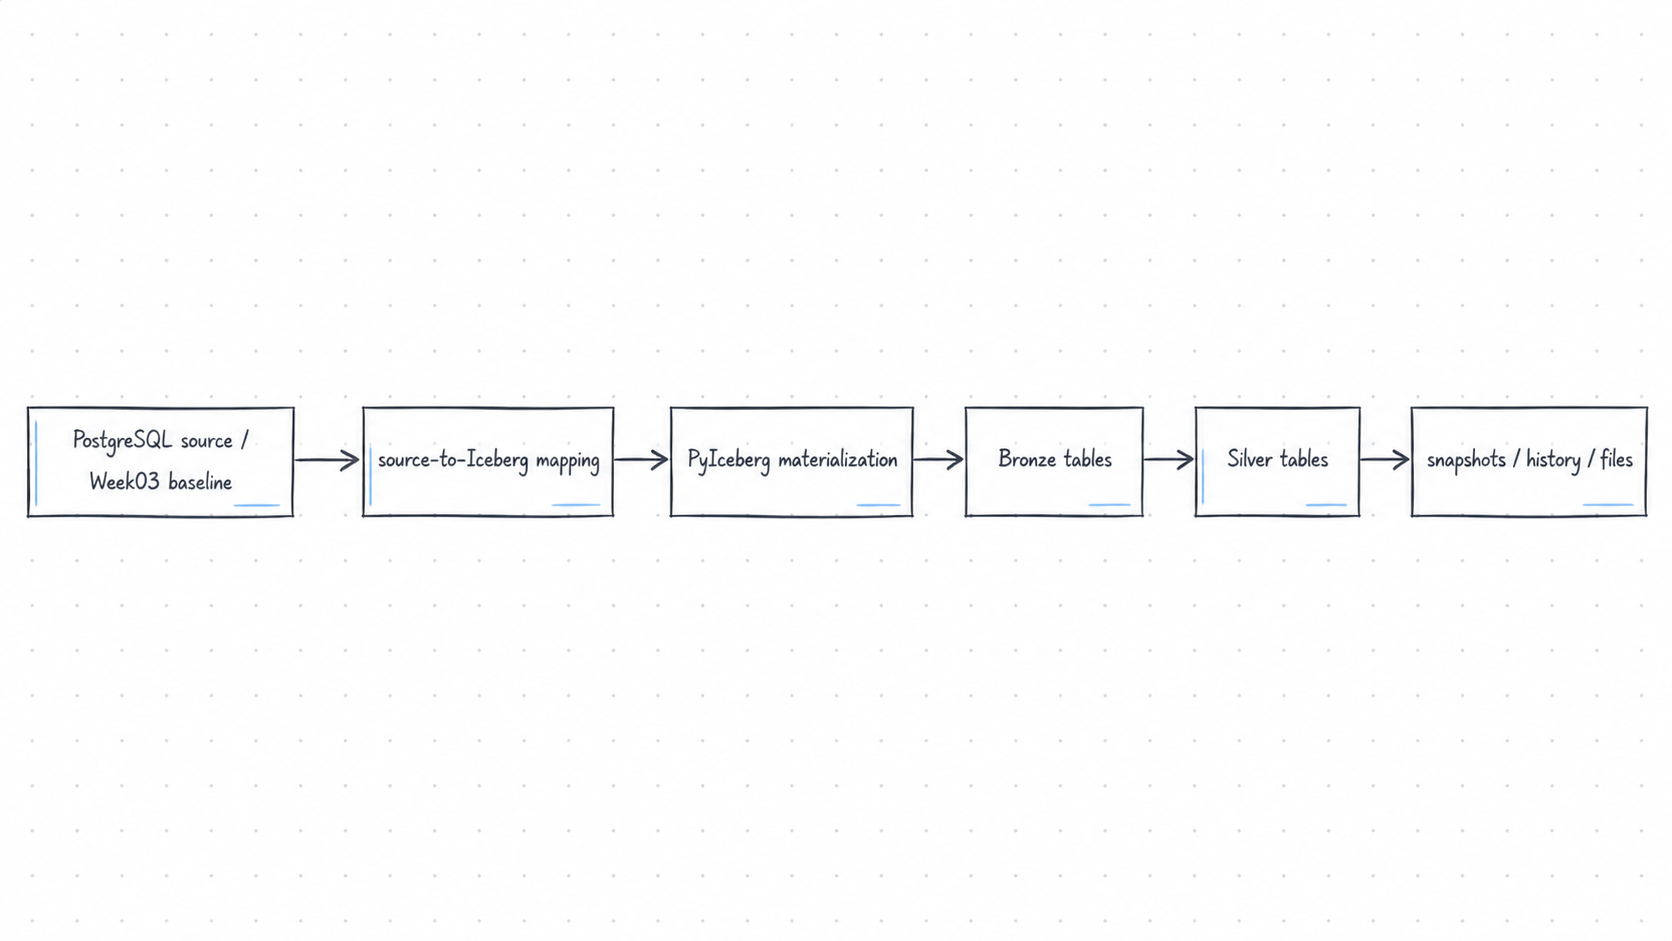 PostgreSQL source /
Week03 baseline
source-to-Iceberg mapping
PyIceberg materialization
Bronze tables
Silver tables
snapshots / history / files